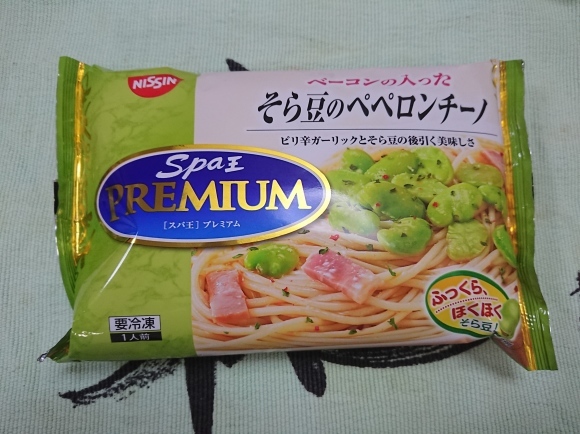 NISSIN
ベーコンの入った
そら豆のペペロンチーノ
ピリ辛ガーリックとそら豆の後引く美味しさ
Spa王
PREMIUM
[スパ王] プレミアム
ふっくら、
ほくほく
そら豆!
要冷凍
1人前